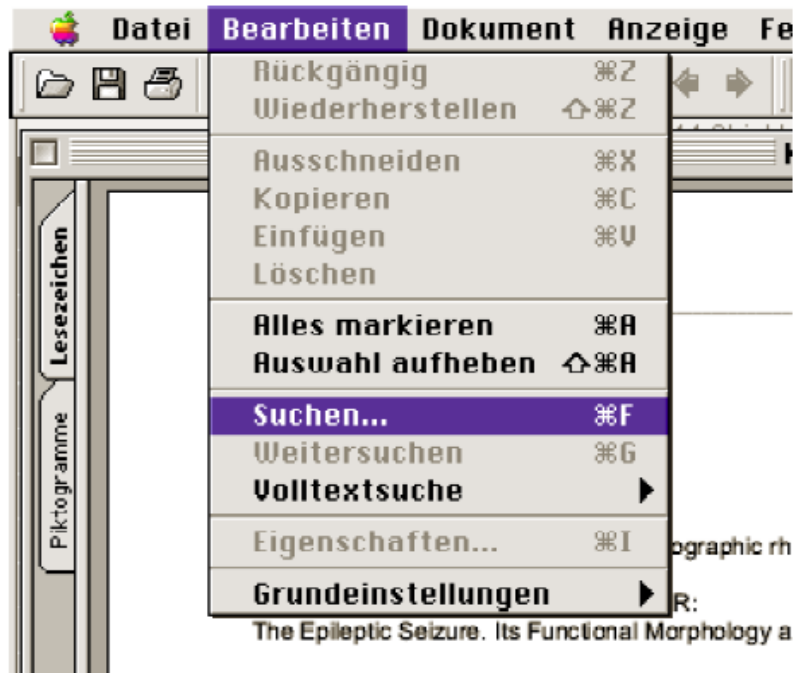 Datei Bearbeiten Dokument Anzeige Fe
Rückgängig ⌘Z
Wiederherstellen ⇧⌘Z
Ausschneiden ⌘X
Kopieren ⌘C
Einfügen ⌘V
Löschen
Alles markieren ⌘A
Auswahl aufheben ⇧⌘A
Suchen... ⌘F
Weitersuchen ⌘G
Volltextsuche
Eigenschaften... ⌘I
Grundeinstellungen
Lesezeichen
Piktogramme
ographic rh
R:
The Epileptic Seizure. Its Functional Morphology a